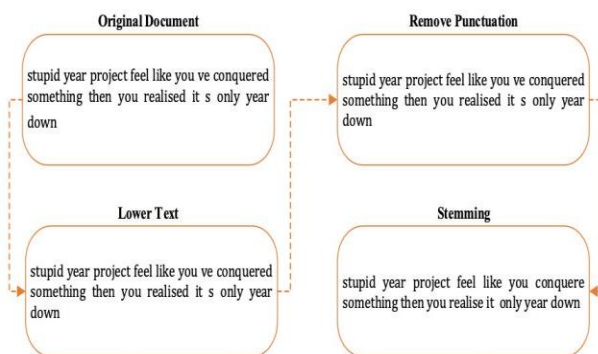 Original Document
stupid year project feel like you ve conquered
something then you realised it s only year
down
Lower Text
stupid year project feel like you ve conquered
something then you realised it s only year
down
Remove Punctuation
stupid year project feel like you ve conquered
something then you realised it s only year
down
Stemming
stupid year project feel like you conquere
something then you realise it only year down